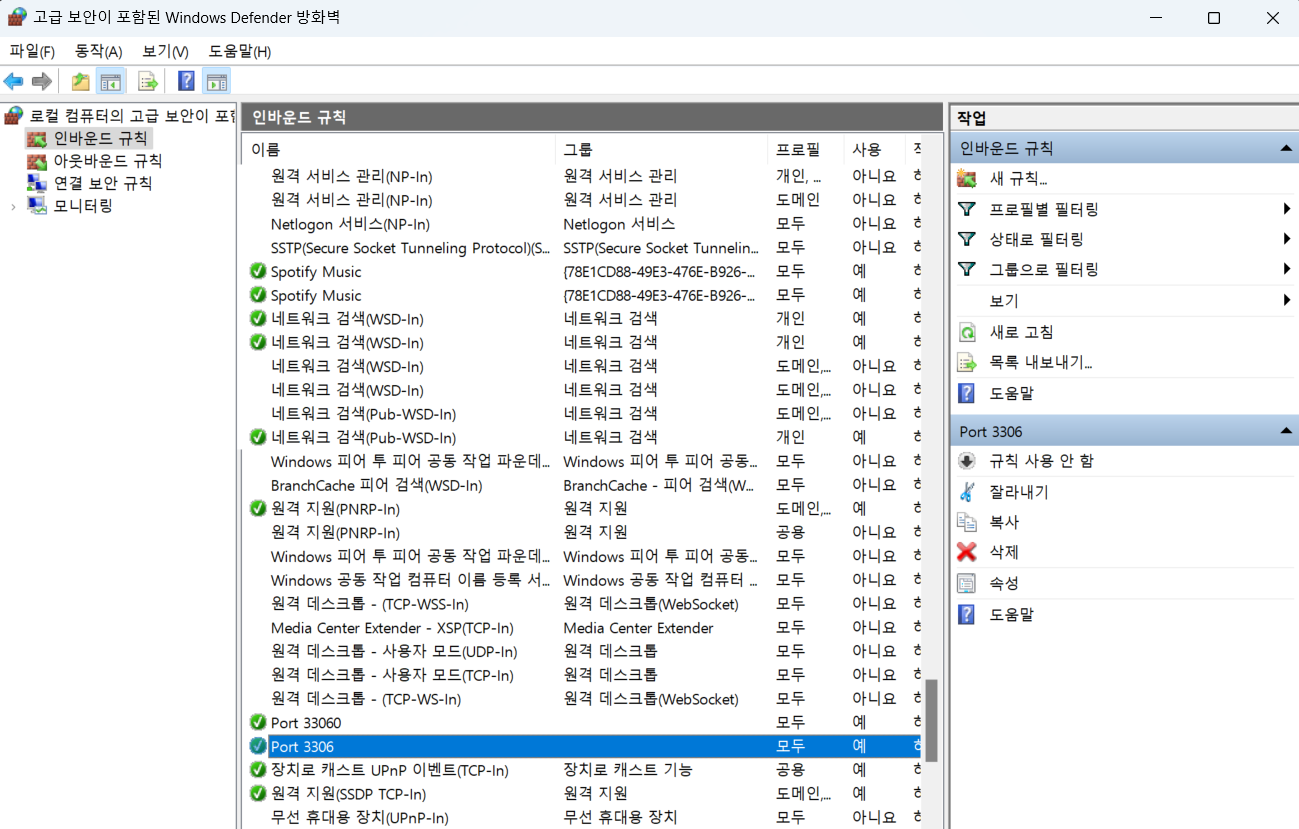 고급 보안이 포함된 Windows Defender 방화벽
파일(F) 동작(A) 보기(V) 도움말(H)
로컬 컴퓨터의 고급 보안이 포함
인바운드 규칙
아웃바운드 규칙
연결 보안 규칙
모니터링
인바운드 규칙
이름 그룹 프로필 사용
원격 서비스 관리(NP-In) 원격 서비스 관리 개인, ... 아니요
원격 서비스 관리(NP-In) 원격 서비스 관리 도메인 아니요
Netlogon 서비스(NP-In) Netlogon 서비스 모두 아니요
SSTP(Secure Socket Tunneling Protocol)(S... SSTP(Secure Socket Tunnelin... 모두 아니요
Spotify Music {78E1CD88-49E3-476E-B926-... 모두 예
Spotify Music {78E1CD88-49E3-476E-B926-... 모두 예
네트워크 검색(WSD-In) 네트워크 검색 개인 예
네트워크 검색(WSD-In) 네트워크 검색 개인 예
네트워크 검색(WSD-In) 네트워크 검색 도메인,... 아니요
네트워크 검색(WSD-In) 네트워크 검색 도메인,... 아니요
네트워크 검색(Pub-WSD-In) 네트워크 검색 도메인,... 아니요
네트워크 검색(Pub-WSD-In) 네트워크 검색 개인 예
Windows 피어 투 피어 공동 작업 파운데... Windows 피어 투 피어 공동... 모두 아니요
BranchCache 피어 검색(WSD-In) BranchCache - 피어 검색(W... 모두 아니요
원격 지원(PNRP-In) 원격 지원 도메인,... 예
원격 지원(PNRP-In) 원격 지원 공용 아니요
Windows 피어 투 피어 공동 작업 파운데... Windows 피어 투 피어 공동... 모두 아니요
Windows 공동 작업 컴퓨터 이름 등록 서... Windows 공동 작업 컴퓨터 ... 모두 아니요
원격 데스크톱 - (TCP-WSS-In) 원격 데스크톱(WebSocket) 모두 아니요
Media Center Extender - XSP(TCP-In) Media Center Extender 모두 아니요
원격 데스크톱 - 사용자 모드(UDP-In) 원격 데스크톱 모두 아니요
원격 데스크톱 - 사용자 모드(TCP-In) 원격 데스크톱 모두 아니요
원격 데스크톱 - (TCP-WS-In) 원격 데스크톱(WebSocket) 모두 아니요
Port 33060 모두 예
Port 3306 모두 예
장치로 캐스트 UPnP 이벤트(TCP-In) 장치로 캐스트 기능 공용 예
원격 지원(SSDP TCP-In) 원격 지원 도메인,... 예
무선 휴대용 장치(UPnP-In) 무선 휴대용 장치 모두 아니요
작업
인바운드 규칙
새 규칙...
프로필별 필터링
상태로 필터링
그룹으로 필터링
보기
새로 고침
목록 내보내기...
도움말
Port 3306
규칙 사용 안 함
잘라내기
복사
삭제
속성
도움말